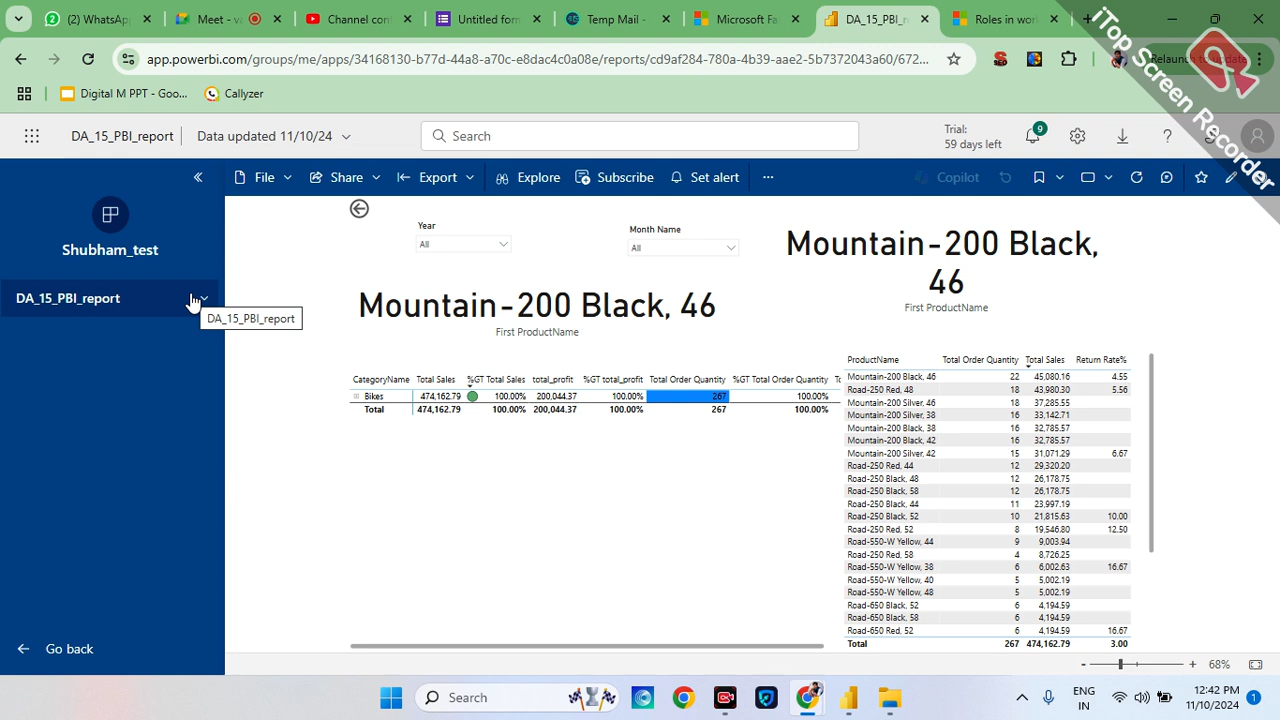 (2) WhatsApp
Meet - va
Channel con
Untitled form
Temp Mail -
Microsoft Fa
DA_15_PBI_r
Roles in work
app.powerbi.com/groups/me/apps/34168130-b77d-44a8-a70...e8dac4c8a08e/reports/cd9af284-780a-4b39-aae2-5b7372043a60/672...
Relaunch to update
Digital M PPT - Goo...
Callyzer
iTop Screen Recorder
DA_15_PBI_report
Data updated 11/10/24
Search
Trial:
59 days left
9
File
Share
Export
Explore
Subscribe
Set alert
Copilot
Shubham_test
DA_15_PBI_report
DA_15_PBI_report
Go back
Year
All
Month Name
All
Mountain-200 Black, 46
First ProductName
Mountain-200 Black,
46
First ProductName
CategoryName Total Sales %GT Total Sales total_profit %GT total_profit Total Order Quantity %GT Total Order Quantity
Bikes 474,162.79 100.00% 200,044.37 100.00% 267 100.00%
Total 474,162.79 100.00% 200,044.37 100.00% 267 100.00%
ProductName Total Order Quantity Total Sales Return Rate%
Mountain-200 Black, 46 22 45,080.16 4.55
Road-250 Red, 48 18 43,980.30 5.56
Mountain-200 Silver, 46 18 37,285.55
Mountain-200 Silver, 38 16 33,142.71
Mountain-200 Black, 38 16 32,785.57
Mountain-200 Black, 42 16 32,785.57
Mountain-200 Silver, 42 15 31,071.29 6.67
Road-250 Red, 44 12 29,320.20
Road-250 Black, 48 12 26,178.75
Road-250 Black, 58 12 26,178.75
Road-250 Black, 44 11 23,997.19
Road-250 Black, 52 10 21,815.63 10.00
Road-250 Red, 52 8 19,546.80 12.50
Road-550-W Yellow, 44 9 9,003.94
Road-250 Red, 58 4 8,726.25
Road-550-W Yellow, 38 6 6,002.63 16.67
Road-550-W Yellow, 40 5 5,002.19
Road-550-W Yellow, 48 5 5,002.19
Road-650 Black, 52 6 4,194.59
Road-650 Black, 58 6 4,194.59
Road-650 Red, 52 6 4,194.59 16.67
Total 267 474,162.79 3.00
- + 68%
Search
ENG
IN
12:42 PM
11/10/2024
1